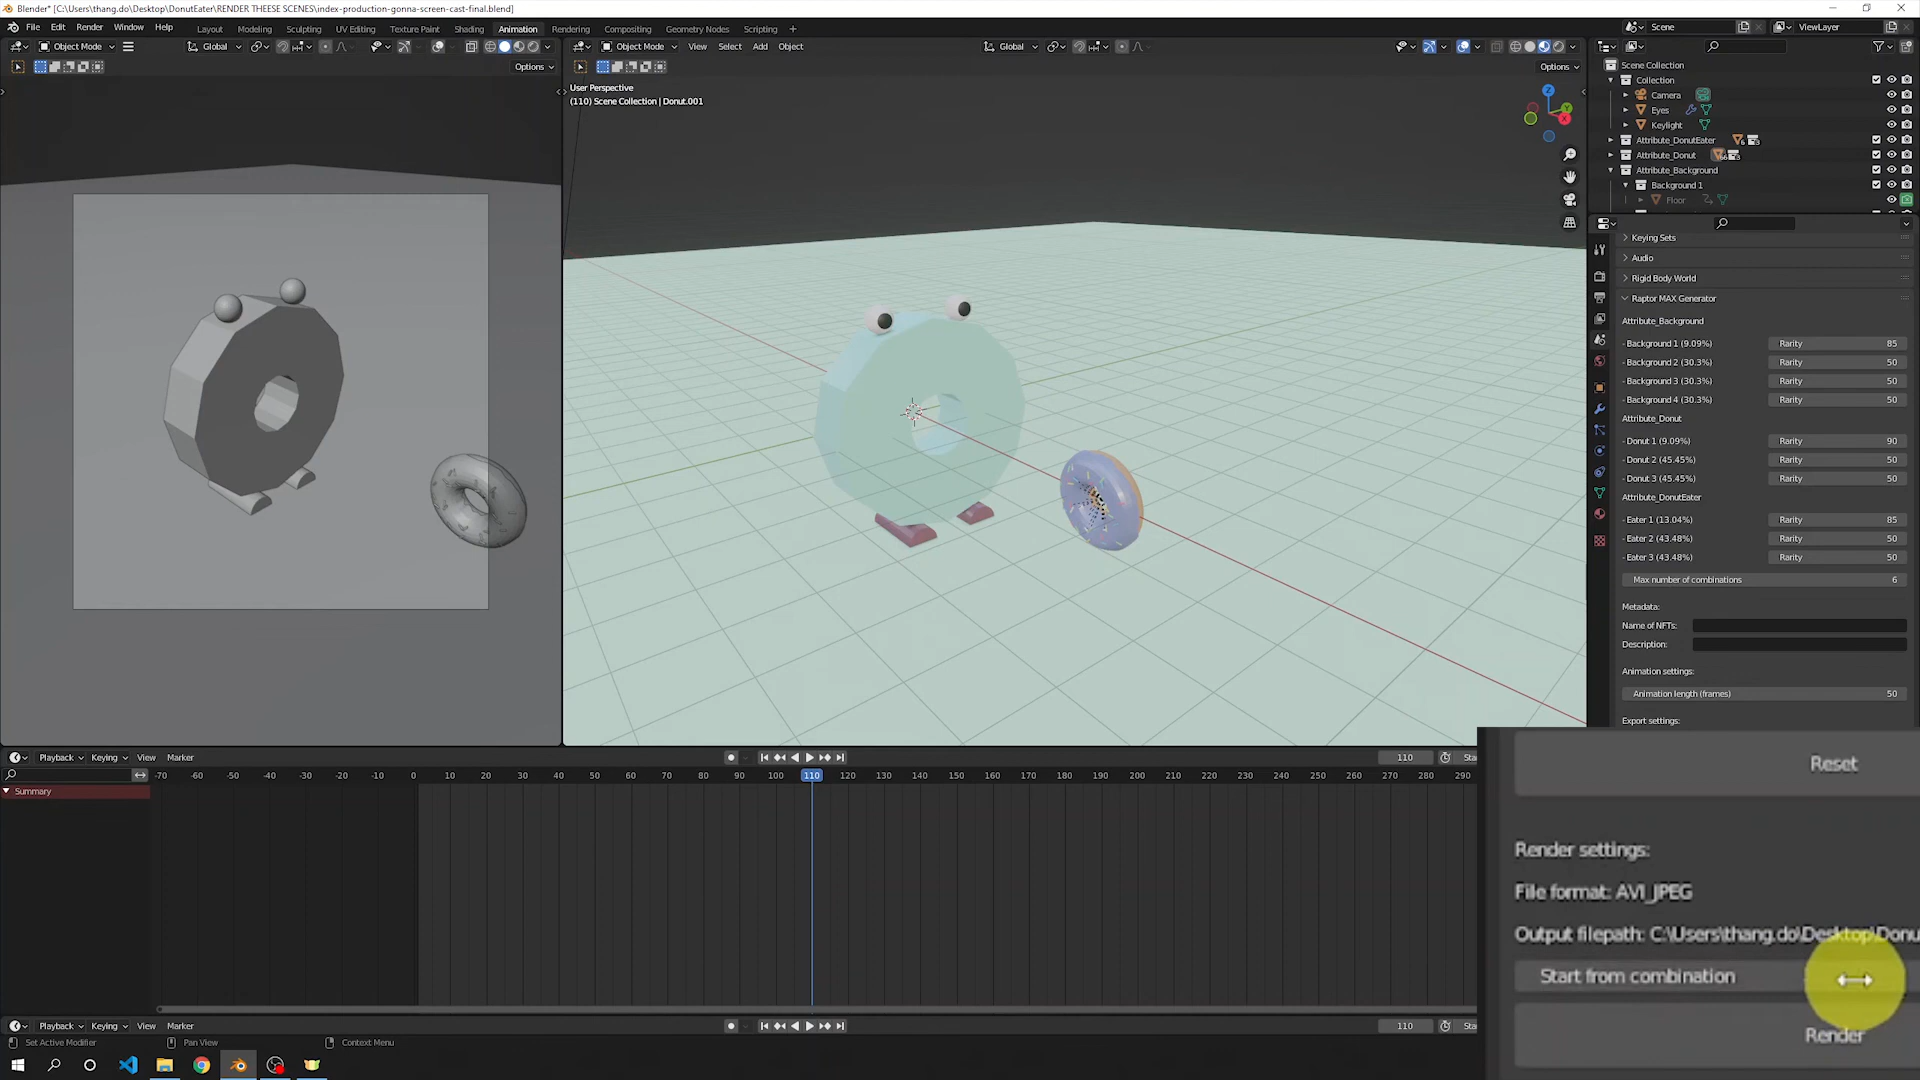 Blender* [C:\Users\thang.do\Desktop\DonutEater\RENDER THEESE SCENES\index-production-gonna-screen-cast-final.blend]
File Edit Render Window Help Layout Modeling Sculpting UV Editing Texture Paint Shading Animation Rendering Compositing Geometry Nodes Scripting + Scene ViewLayer
Object Mode Global Object Mode View Select Add Object Global
Options Options
User Perspective
(110) Scene Collection | Donut.001
Z
Y
X
Scene Collection
Collection
Camera
Eyes
Keylight
Attribute_DonutEater
Attribute_Donut
Attribute_Background
Background 1
Floor
Keying Sets
Audio
Rigid Body World
Raptor MAX Generator
Attribute_Background
- Background 1 (9.09%) Rarity 85
- Background 2 (30.3%) Rarity 50
- Background 3 (30.3%) Rarity 50
- Background 4 (30.3%) Rarity 50
Attribute_Donut
- Donut 1 (9.09%) Rarity 90
- Donut 2 (45.45%) Rarity 50
- Donut 3 (45.45%) Rarity 50
Attribute_DonutEater
- Eater 1 (13.04%) Rarity 85
- Eater 2 (43.48%) Rarity 50
- Eater 3 (43.48%) Rarity 50
Max number of combinations 6
Metadata:
Name of NFTs:
Description:
Animation settings:
Animation length (frames) 50
Export settings:
Reset
Render settings:
File format: AVI_JPEG
Output filepath: C:\Users\thang.do\Desktop\Donu
Start from combination
Render
Playback Keying View Marker 110 Sta
-70 -60 -50 -40 -30 -20 -10 0 10 20 30 40 50 60 70 80 90 100 110 120 130 140 150 160 170 180 190 200 210 220 230 240 250 260 270 280 290
Summary
Playback Keying View Marker 110 Sta
Set Active Modifier Pan View Context Menu